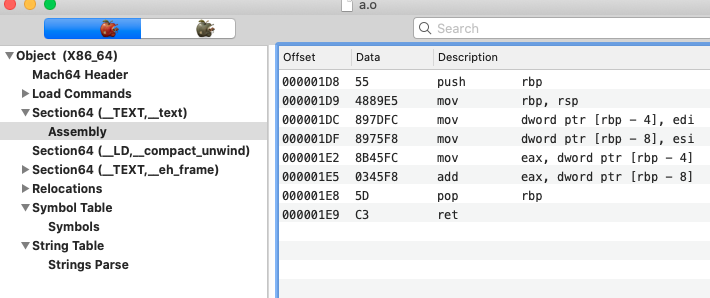 a.o
Search
Object (X86_64)
Mach64 Header
Load Commands
Section64 (__TEXT,__text)
Assembly
Section64 (__LD,__compact_unwind)
Section64 (__TEXT,__eh_frame)
Relocations
Symbol Table
Symbols
String Table
Strings Parse
Offset Data Description
000001D8 55 push rbp
000001D9 4889E5 mov rbp, rsp
000001DC 897DFC mov dword ptr [rbp - 4], edi
000001DF 8975F8 mov dword ptr [rbp - 8], esi
000001E2 8B45FC mov eax, dword ptr [rbp - 4]
000001E5 0345F8 add eax, dword ptr [rbp - 8]
000001E8 5D pop rbp
000001E9 C3 ret